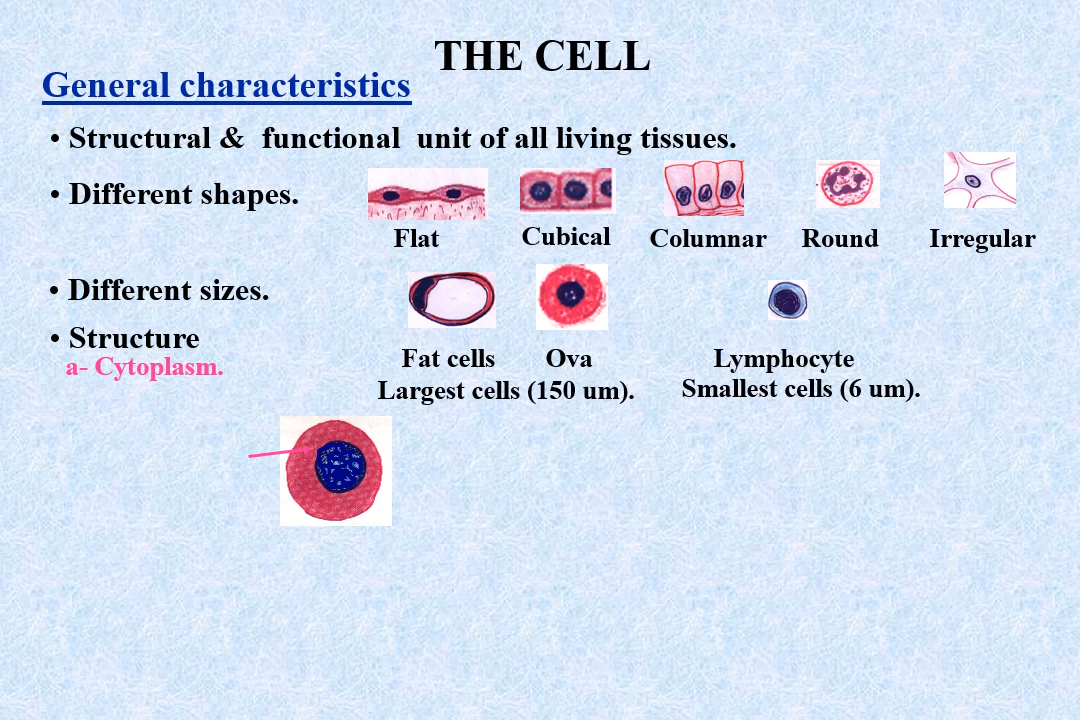 THE CELL
General characteristics
• Structural & functional unit of all living tissues.
• Different shapes.
Flat Cubical Columnar Round Irregular
• Different sizes.
• Structure
a- Cytoplasm.
Fat cells Ova Lymphocyte
Largest cells (150 um). Smallest cells (6 um).